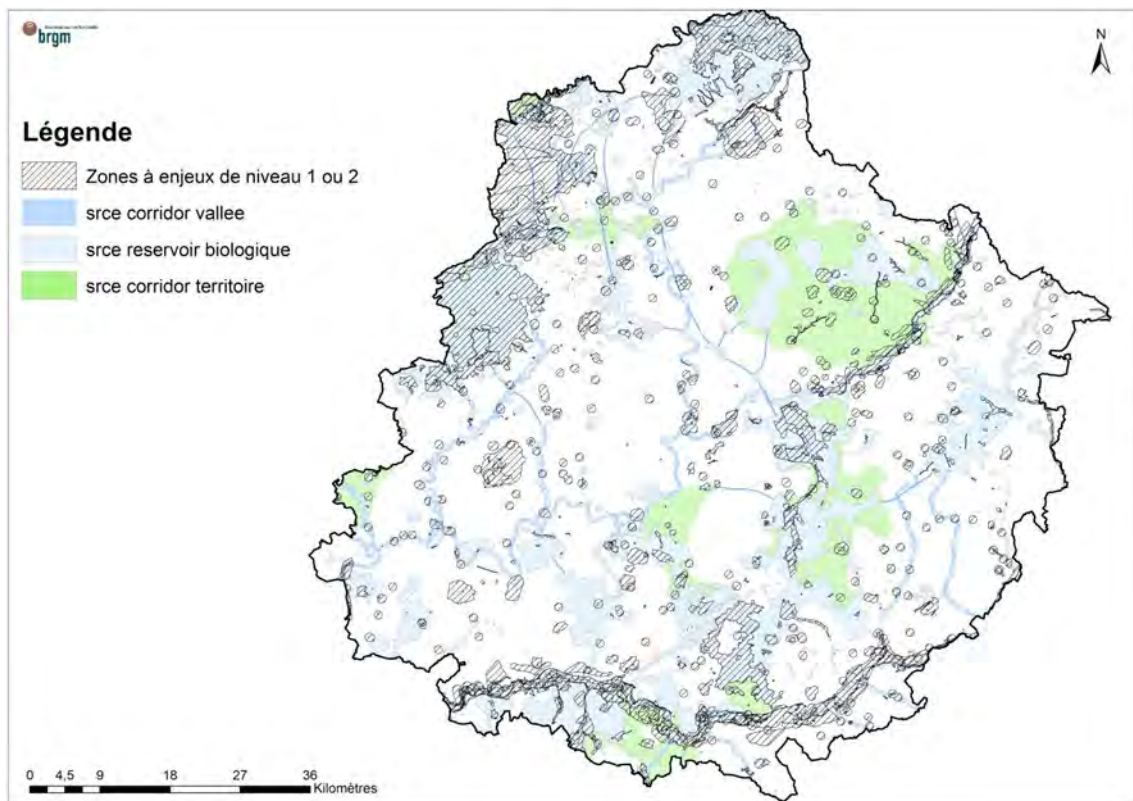 brgm
N
Légende
Zones à enjeux de niveau 1 ou 2
srce corridor vallee
srce reservoir biologique
srce corridor territoire
0 4,5 9 18 27 36
Kilomètres